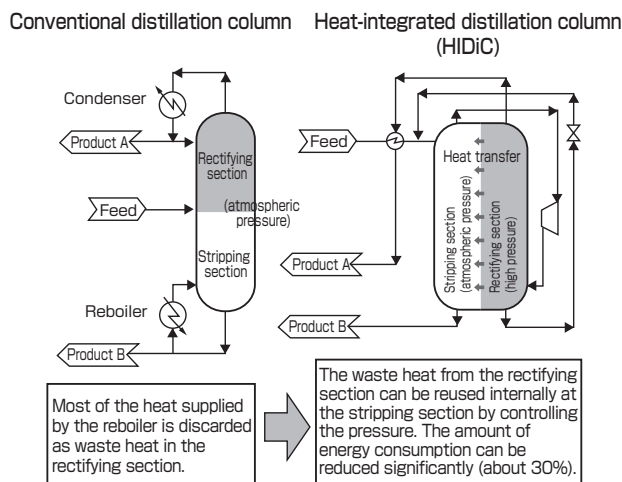 Conventional distillation column
Heat-integrated distillation column
(HIDiC)
Condenser
Product A
Rectifying
section
Feed
(atmospheric
pressure)
Stripping
section
Reboiler
Product B
Feed
Heat transfer
Stripping section
(atmospheric pressure)
Rectifying section
(high pressure)
Product A
Product B
Most of the heat supplied
by the reboiler is discarded
as waste heat in the
rectifying section.
The waste heat from the rectifying
section can be reused internally at
the stripping section by controlling
the pressure. The amount of
energy consumption can be
reduced significantly (about 30%).